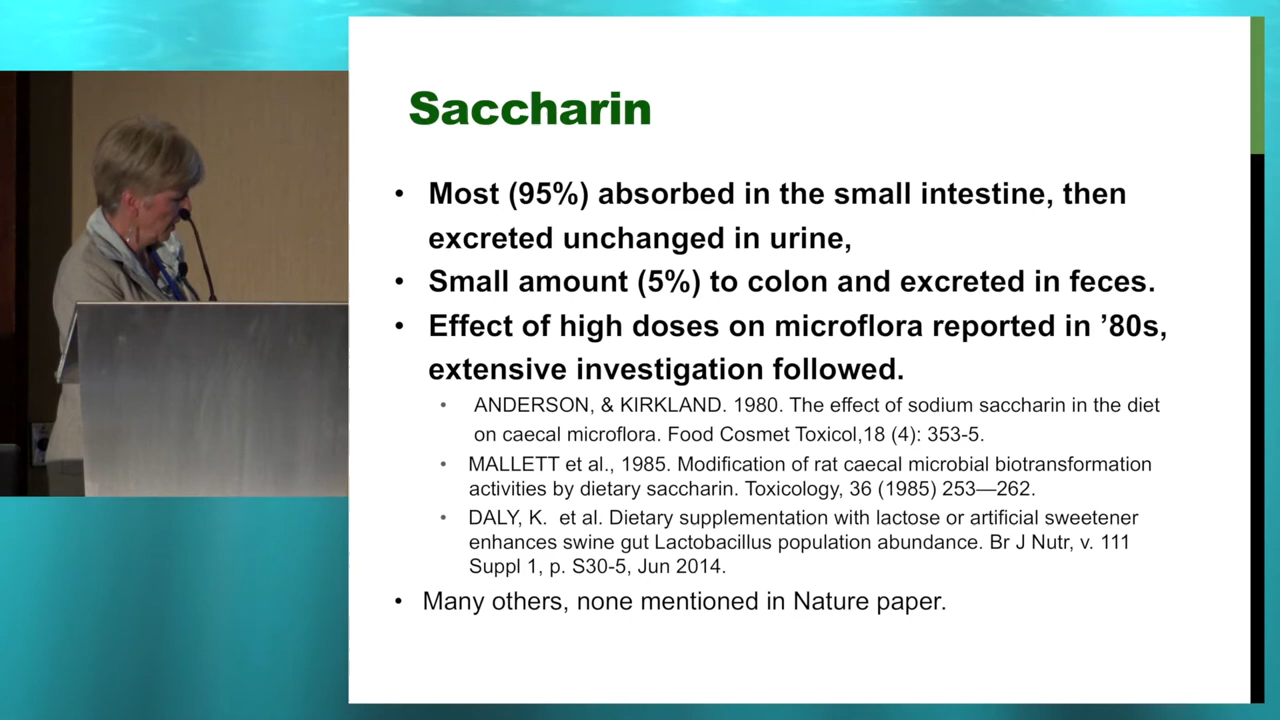 Saccharin
• Most (95%) absorbed in the small intestine, then
excreted unchanged in urine,
• Small amount (5%) to colon and excreted in feces.
• Effect of high doses on microflora reported in ’80s,
extensive investigation followed.
• ANDERSON, & KIRKLAND. 1980. The effect of sodium saccharin in the diet
on caecal microflora. Food Cosmet Toxicol,18 (4): 353-5.
• MALLETT et al., 1985. Modification of rat caecal microbial biotransformation
activities by dietary saccharin. Toxicology, 36 (1985) 253—262.
• DALY, K. et al. Dietary supplementation with lactose or artificial sweetener
enhances swine gut Lactobacillus population abundance. Br J Nutr, v. 111
Suppl 1, p. S30-5, Jun 2014.
• Many others, none mentioned in Nature paper.